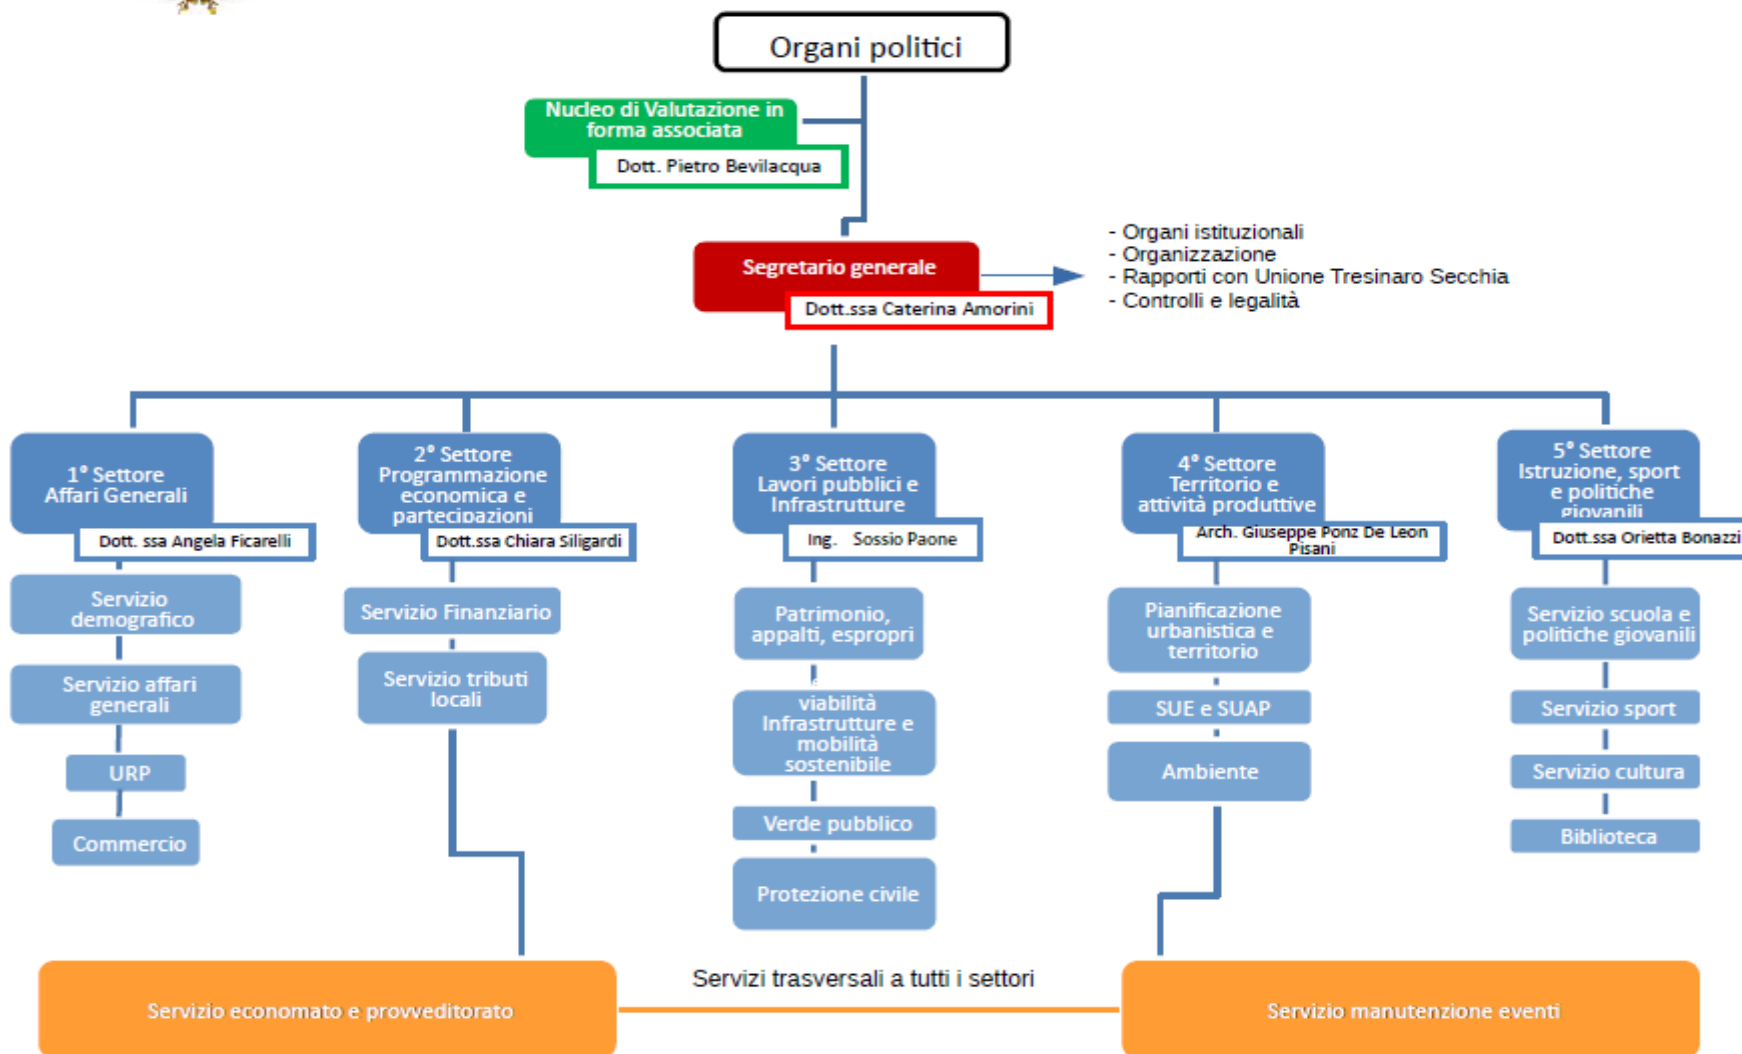 Organi politici
Nucleo di Valutazione in
forma associata
Dott. Pietro Bevilacqua
Segretario generale
Dott.ssa Caterina Amorini
- Organi istituzionali
- Organizzazione
- Rapporti con Unione Tresinaro Secchia
- Controlli e legalità
1° Settore
Affari Generali
Dott. ssa Angela Ficarelli
Servizio
demografico
Servizio affari
generali
URP
Commercio
2° Settore
Programmazione
economica e
partecipazioni
Dott.ssa Chiara Siligardi
Servizio Finanziario
Servizio tributi
locali
3° Settore
Lavori pubblici e
Infrastrutture
Ing. Sossio Paone
Patrimonio,
appalti, espropri
viabilità
Infrastrutture e
mobilità
sostenibile
Verde pubblico
Protezione civile
4° Settore
Territorio e
attività produttive
Arch. Giuseppe Ponz De Leon
Pisani
Pianificazione
urbanistica e
territorio
SUE e SUAP
Ambiente
5° Settore
Istruzione, sport
e politiche
giovanili
Dott.ssa Orietta Bonazzi
Servizio scuola e
politiche giovanili
Servizio sport
Servizio cultura
Biblioteca
Servizio economato e provveditorato
Servizi trasversali a tutti i settori
Servizio manutenzione eventi